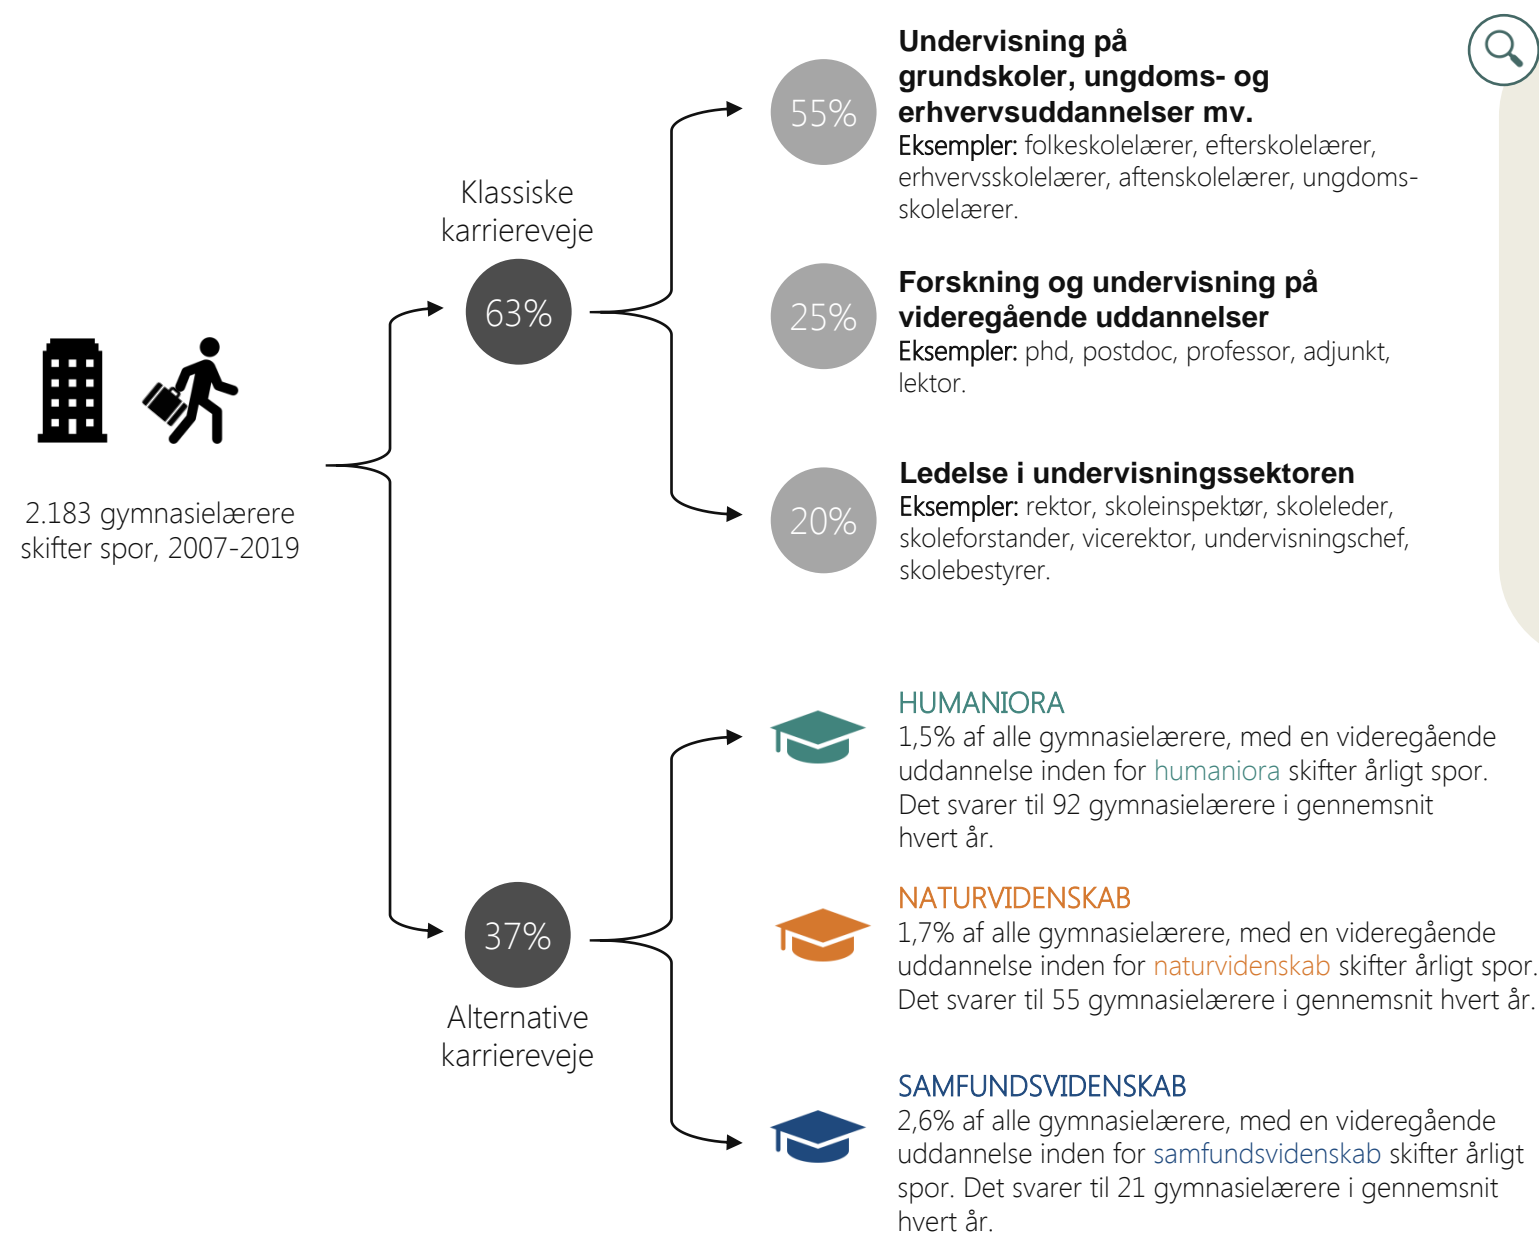 2.183 gymnasielærere
skifter spor, 2007-2019
Klassiske
karriereveje
63%
55%
Undervisning på
grundskoler, ungdoms- og
erhvervsuddannelser mv.
Eksempler: folkeskolelærer, efterskolelærer,
erhvervsskolelærer, aftenskolelærer, ungdoms-
skolelærer.
25%
Forskning og undervisning på
videregående uddannelser
Eksempler: phd, postdoc, professor, adjunkt,
lektor.
20%
Ledelse i undervisningssektoren
Eksempler: rektor, skoleinspektør, skoleleder,
skoleforstander, vicerektor, undervisningschef,
skolebestyrer.
37%
Alternative
karriereveje
HUMANIORA
1,5% af alle gymnasielærere, med en videregående
uddannelse inden for humaniora skifter årligt spor.
Det svarer til 92 gymnasielærere i gennemsnit
hvert år.
NATURVIDENSKAB
1,7% af alle gymnasielærere, med en videregående
uddannelse inden for naturvidenskab skifter årligt spor.
Det svarer til 55 gymnasielærere i gennemsnit hvert år.
SAMFUNDSVIDENSKAB
2,6% af alle gymnasielærere, med en videregående
uddannelse inden for samfundsvidenskab skifter årligt
spor. Det svarer til 21 gymnasielærere i gennemsnit
hvert år.